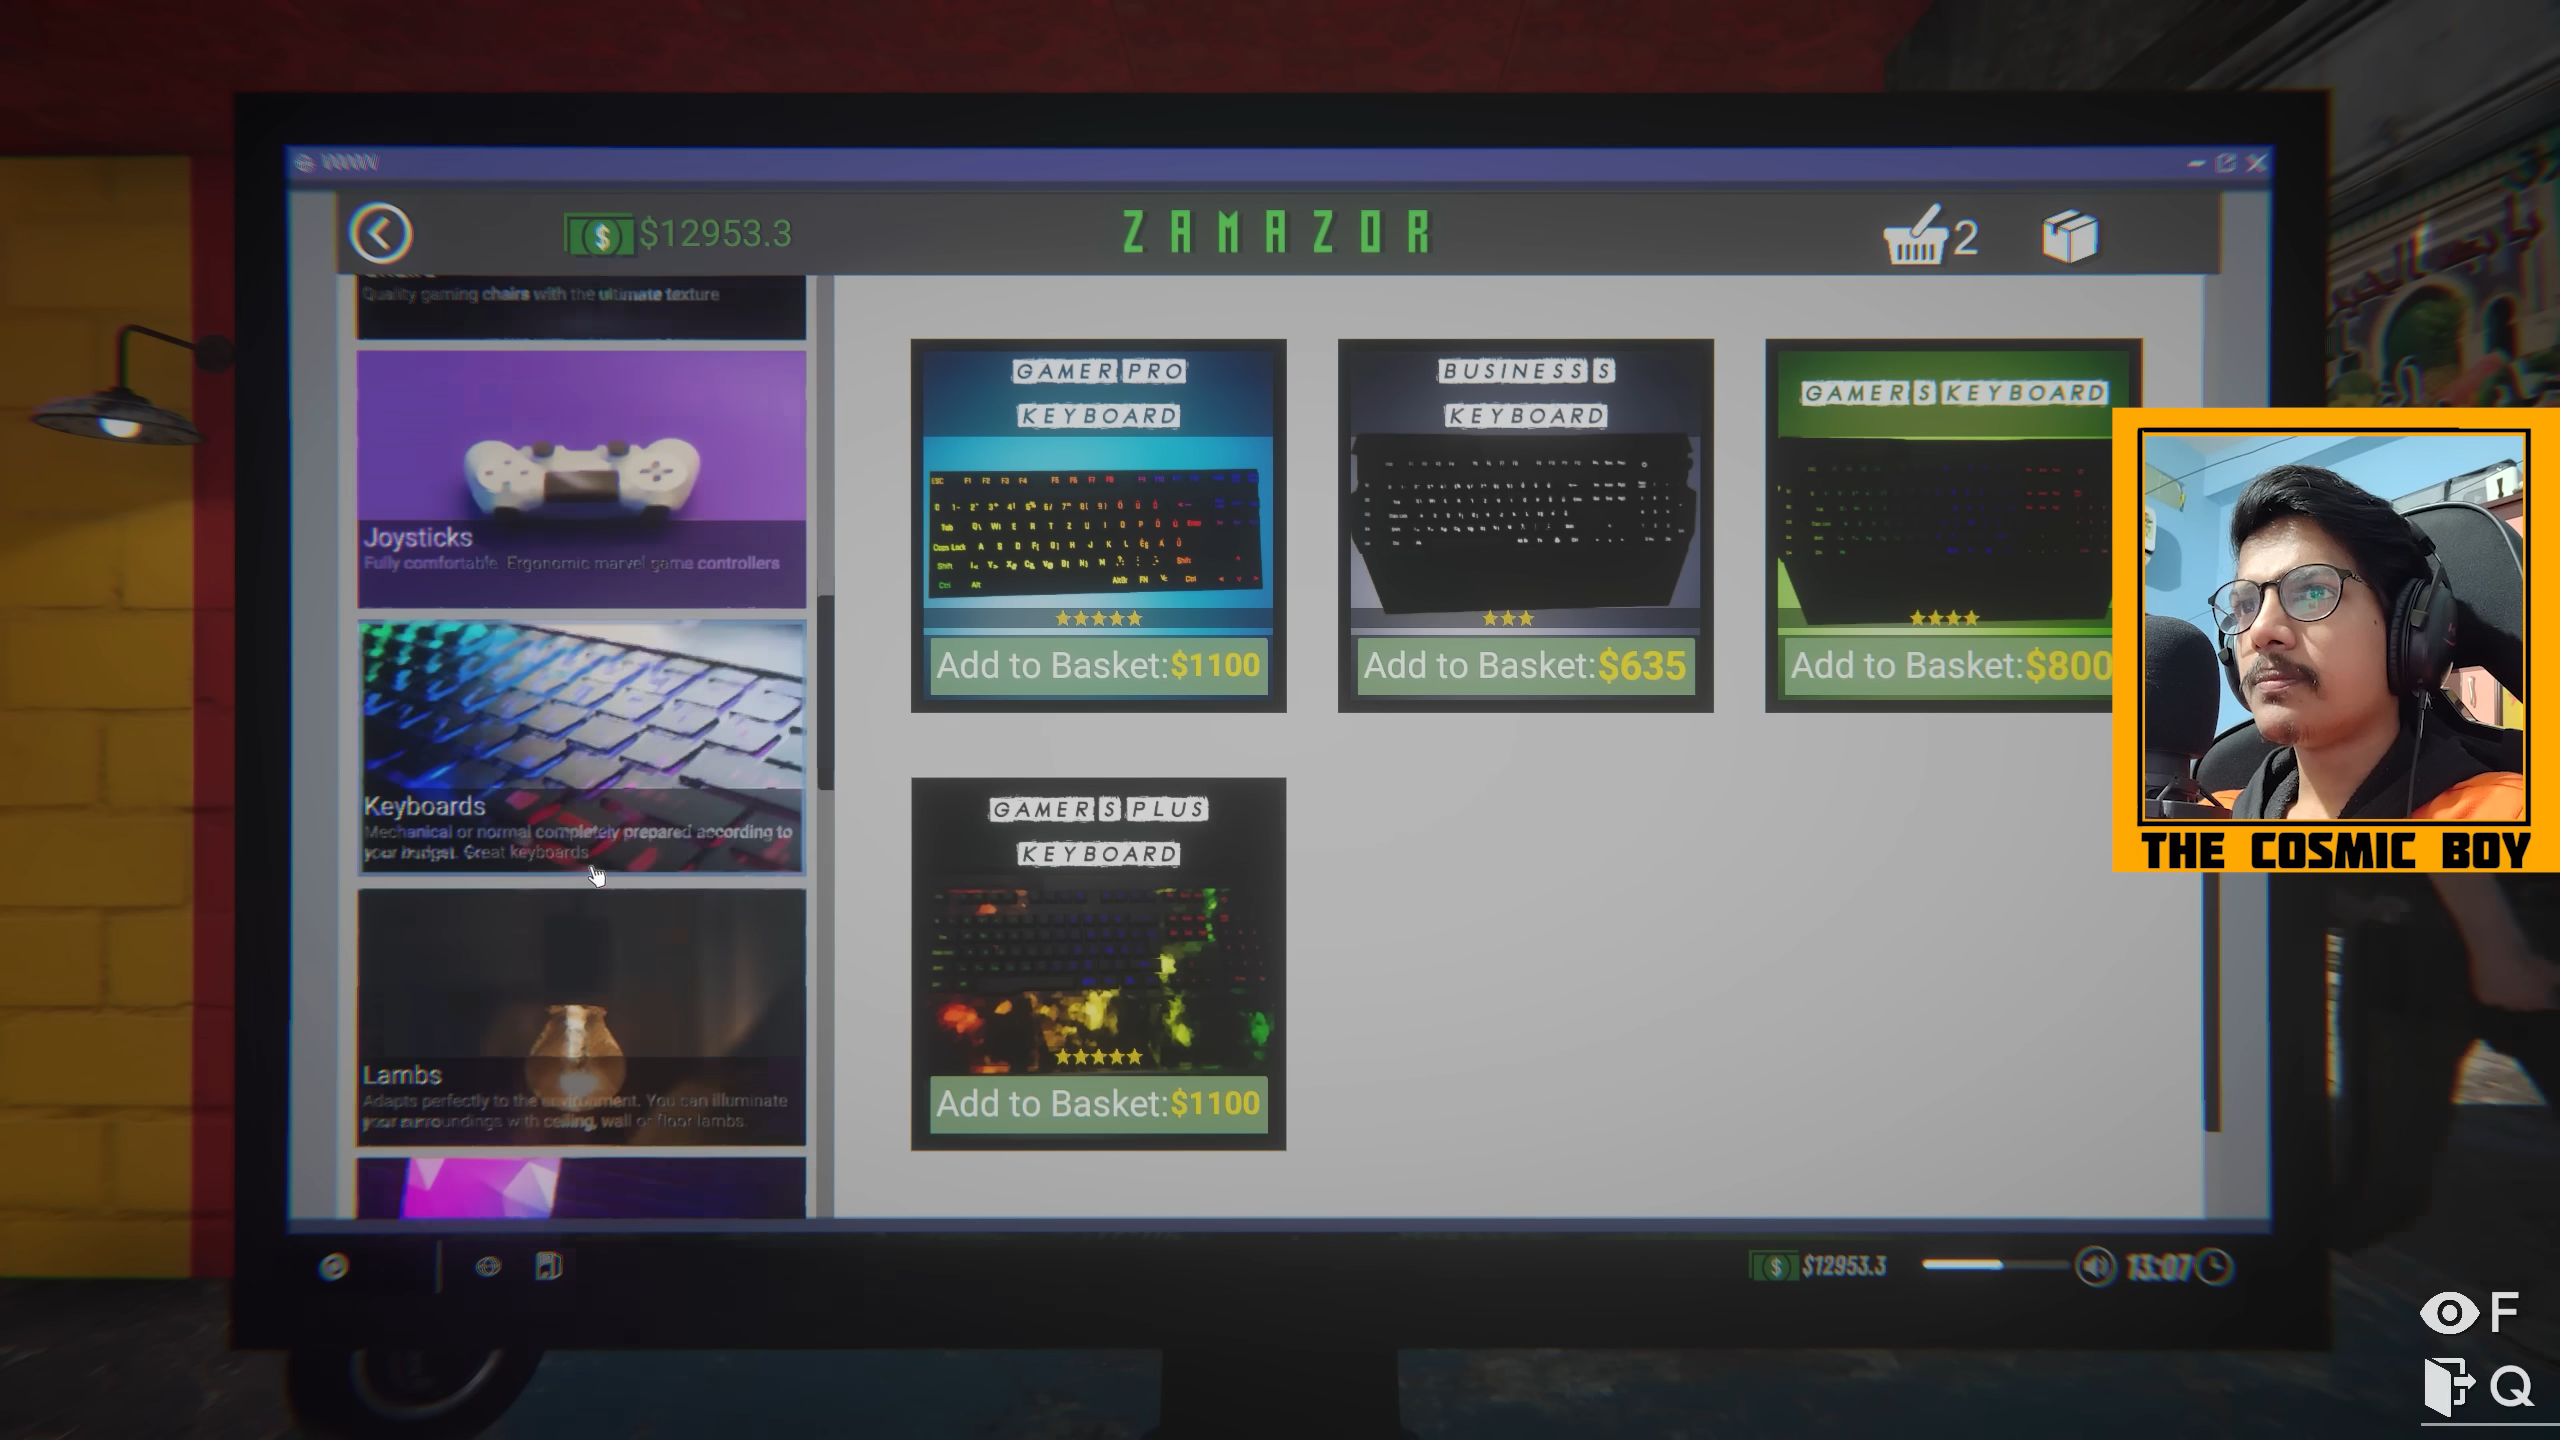 WWW
$12953.3
ZAMAZOR
2
Quality gaming chairs with the ultimate texture
Joysticks
Fully comfortable. Ergonomic marvel game controllers
Keyboards
Mechanical or normal completely prepared according to
your budget. Great keyboards
Lambs
Adapts perfectly to the environment. You can illuminate
your surroundings with ceiling, wall or floor lambs.
GAMER PRO
KEYBOARD
Add to Basket:$1100
BUSINESS S
KEYBOARD
Add to Basket:$635
GAMER S KEYBOARD
Add to Basket:$800
GAMER S PLUS
KEYBOARD
Add to Basket:$1100
THE COSMIC BOY
$12953.3
13:07
F
Q